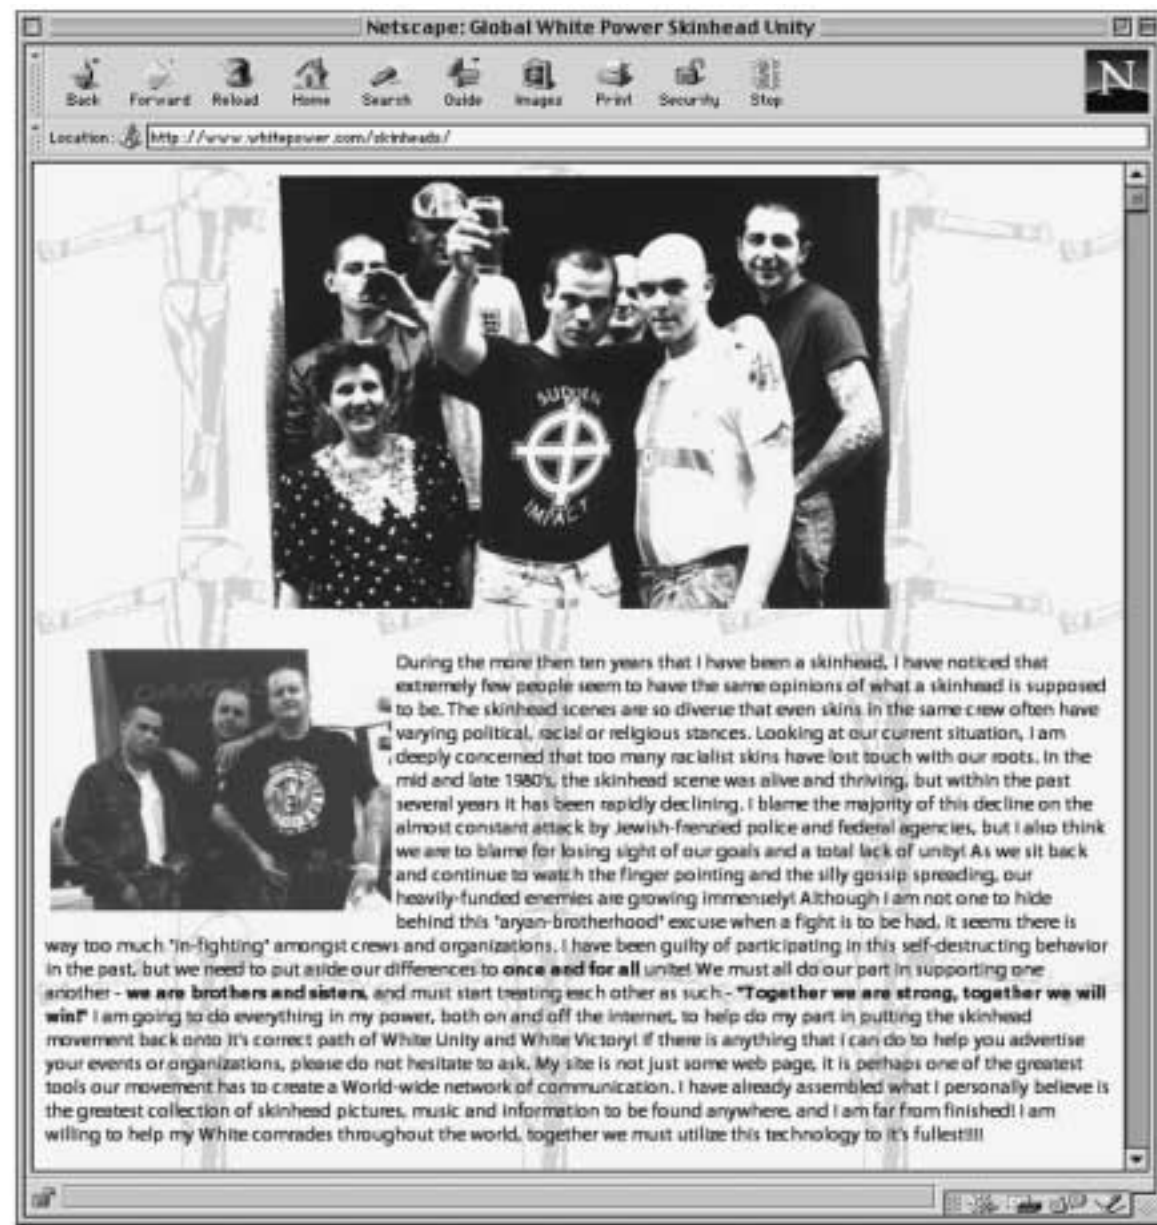 Netscape: Global White Power Skinhead Unity
Back Forward Reload Home Search Guide Images Print Security Stop
N
Location: http://www.whitepower.com/skinheads/
SUDDEN
IMPACT
During the more then ten years that I have been a skinhead, I have noticed that
extremely few people seem to have the same opinions of what a skinhead is supposed
to be. The skinhead scenes are so diverse that even skins in the same crew often have
varying political, racial or religious stances. Looking at our current situation, I am
deeply concerned that too many racialist skins have lost touch with our roots. In the
mid and late 1980's, the skinhead scene was alive and thriving, but within the past
several years it has been rapidly declining. I blame the majority of this decline on the
almost constant attack by Jewish-frenzied police and federal agencies, but I also think
we are to blame for losing sight of our goals and a total lack of unity! As we sit back
and continue to watch the finger pointing and the silly gossip spreading, our
heavily-funded enemies are growing immensely! Although I am not one to hide
behind this "aryan-brotherhood" excuse when a fight is to be had, it seems there is
way too much "in-fighting" amongst crews and organizations. I have been guilty of participating in this self-destructing behavior
in the past, but we need to put aside our differences to once and for all unite! We must all do our part in supporting one
another - we are brothers and sisters, and must start treating each other as such - "Together we are strong, together we will
win!" I am going to do everything in my power, both on and off the internet, to help do my part in putting the skinhead
movement back onto it's correct path of White Unity and White Victory! If there is anything that I can do to help you advertise
your events or organizations, please do not hesitate to ask. My site is not just some web page, it is perhaps one of the greatest
tools our movement has to create a World-wide network of communication. I have already assembled what I personally believe is
the greatest collection of skinhead pictures, music and information to be found anywhere, and I am far from finished! I am
willing to help my White comrades throughout the world, together we must utilize this technology to it's fullest!!!!